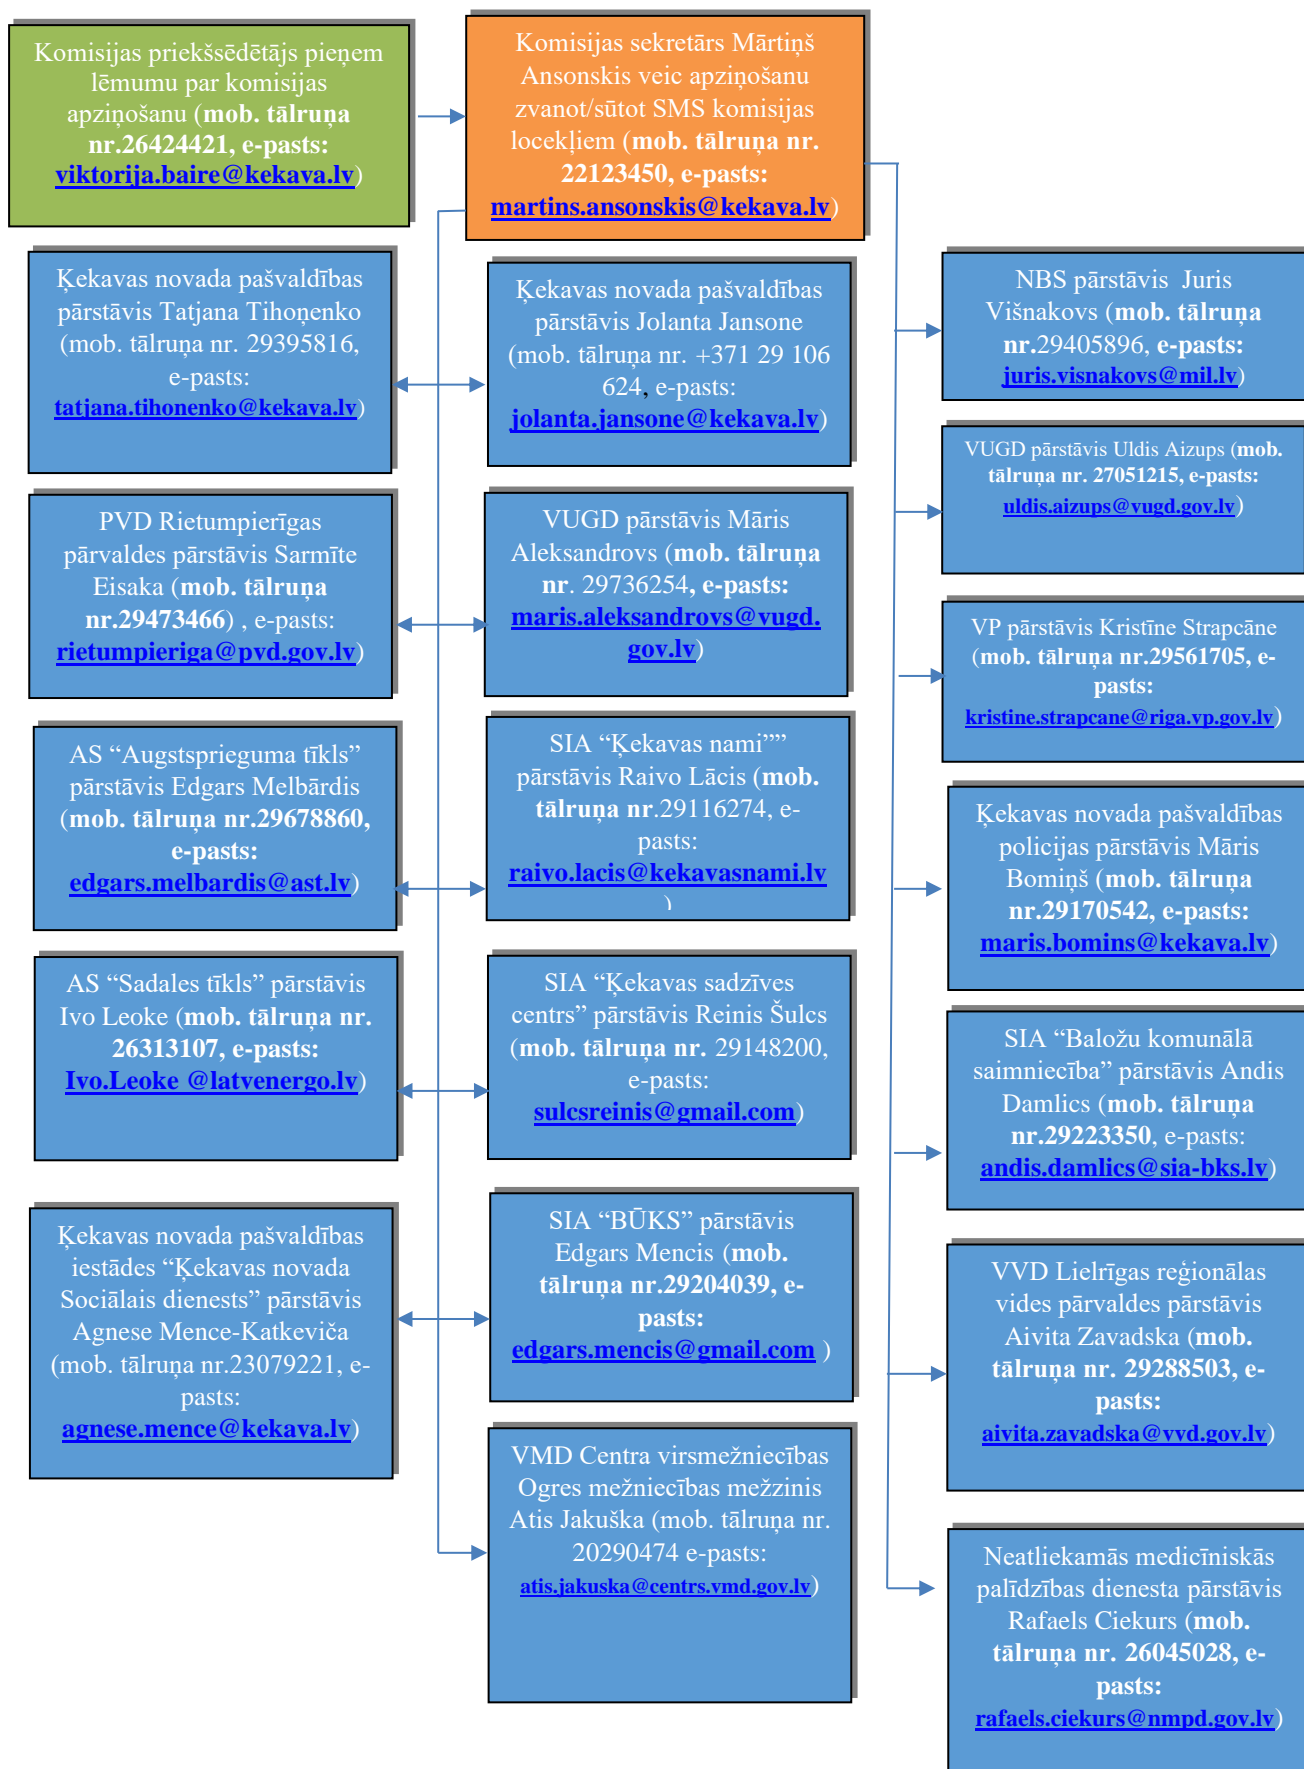 Komisijas priekšsēdētājs pieņem
lēmumu par komisijas
apziņošanu (mob. tālruņa
nr.26424421, e-pasts:
viktorija.baire@kekava.lv)
Komisijas sekretārs Mārtiņš
Ansonskis veic apziņošanu
zvanot/sūtot SMS komisijas
locekļiem (mob. tālruņa nr.
22123450, e-pasts:
martins.ansonskis@kekava.lv)
Ķekavas novada pašvaldības
pārstāvis Tatjana Tihoņenko
(mob. tālruņa nr. 29395816,
e-pasts:
tatjana.tihonenko@kekava.lv)
Ķekavas novada pašvaldības
pārstāvis Jolanta Jansone
(mob. tālruņa nr. +371 29 106
624, e-pasts:
jolanta.jansone@kekava.lv)
NBS pārstāvis  Juris
Višnakovs (mob. tālruņa
nr.29405896, e-pasts:
juris.visnakovs@mil.lv)
VUGD pārstāvis Uldis Aizups (mob.
tālruņa nr. 27051215, e-pasts:
uldis.aizups@vugd.gov.lv)
PVD Rietumpierīgas
pārvaldes pārstāvis Sarmīte
Eisaka (mob. tālruņa
nr.29473466) , e-pasts:
rietumpieriga@pvd.gov.lv)
VUGD pārstāvis Māris
Aleksandrovs (mob. tālruņa
nr. 29736254, e-pasts:
maris.aleksandrovs@vugd.
gov.lv)
VP pārstāvis Kristīne Strapcāne
(mob. tālruņa nr.29561705, e-
pasts:
kristine.strapcane@riga.vp.gov.lv)
AS “Augstsprieguma tīkls”
pārstāvis Edgars Melbārdis
(mob. tālruņa nr.29678860,
e-pasts:
edgars.melbardis@ast.lv)
SIA “Ķekavas nami””
pārstāvis Raivo Lācis (mob.
tālruņa nr.29116274, e-
pasts:
raivo.lacis@kekavasnami.lv
)
Ķekavas novada pašvaldības
policijas pārstāvis Māris
Bomiņš (mob. tālruņa
nr.29170542, e-pasts:
maris.bomins@kekava.lv)
AS “Sadales tīkls” pārstāvis
Ivo Leoke (mob. tālruņa nr.
26313107, e-pasts:
Ivo.Leoke @latvenergo.lv)
SIA “Ķekavas sadzīves
centrs” pārstāvis Reinis Šulcs
(mob. tālruņa nr. 29148200,
e-pasts:
sulcsreinis@gmail.com)
SIA “Baložu komunālā
saimniecība” pārstāvis Andis
Damlics (mob. tālruņa
nr.29223350, e-pasts:
andis.damlics@sia-bks.lv)
Ķekavas novada pašvaldības
iestādes “Ķekavas novada
Sociālais dienests” pārstāvis
Agnese Mence-Katkeviča
(mob. tālruņa nr.23079221, e-
pasts:
agnese.mence@kekava.lv)
SIA “BŪKS” pārstāvis
Edgars Mencis (mob.
tālruņa nr.29204039, e-
pasts:
edgars.mencis@gmail.com )
VVD Lielrīgas reģionālas
vides pārvaldes pārstāvis
Aivita Zavadska (mob.
tālruņa nr. 29288503, e-
pasts:
aivita.zavadska@vvd.gov.lv)
VMD Centra virsmežniecības
Ogres mežniecības mežzinis
Atis Jakuška (mob. tālruņa nr.
20290474 e-pasts:
atis.jakuska@centrs.vmd.gov.lv)
Neatliekamās medicīniskās
palīdzības dienesta pārstāvis
Rafaels Ciekurs (mob.
tālruņa nr. 26045028, e-
pasts:
rafaels.ciekurs@nmpd.gov.lv)